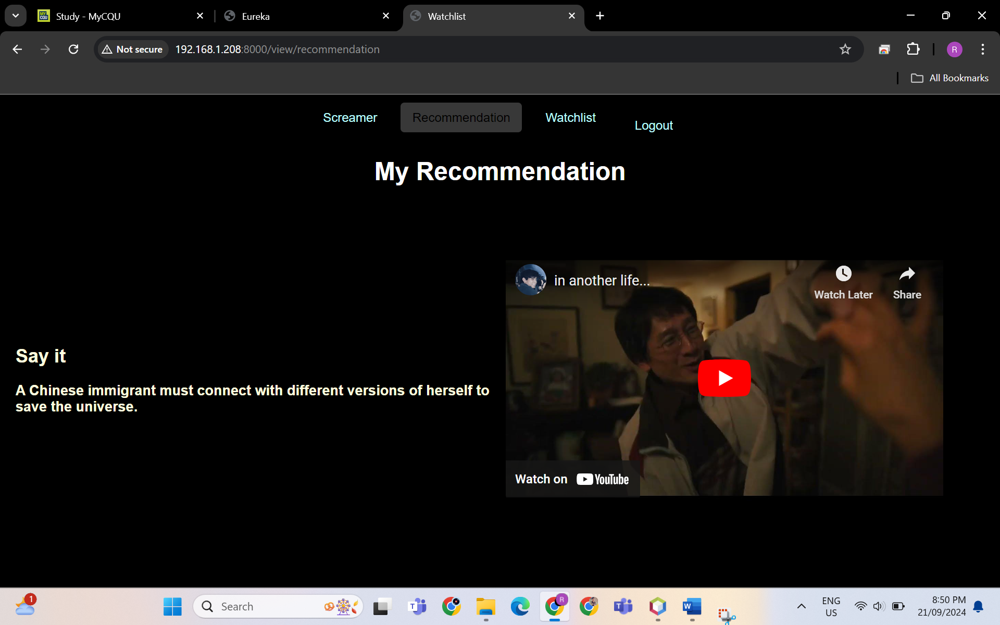 Study - MyCQU
Eureka
Watchlist
Not secure
192.168.1.208:8000/view/recommendation
R
All Bookmarks
Screamer
Recommendation
Watchlist
Logout
My Recommendation
in another life...
Watch Later
Share
Say it
A Chinese immigrant must connect with different versions of herself to
save the universe.
Watch on YouTube
1
Search
T
R
T
W
ENG
US
8:50 PM
21/09/2024